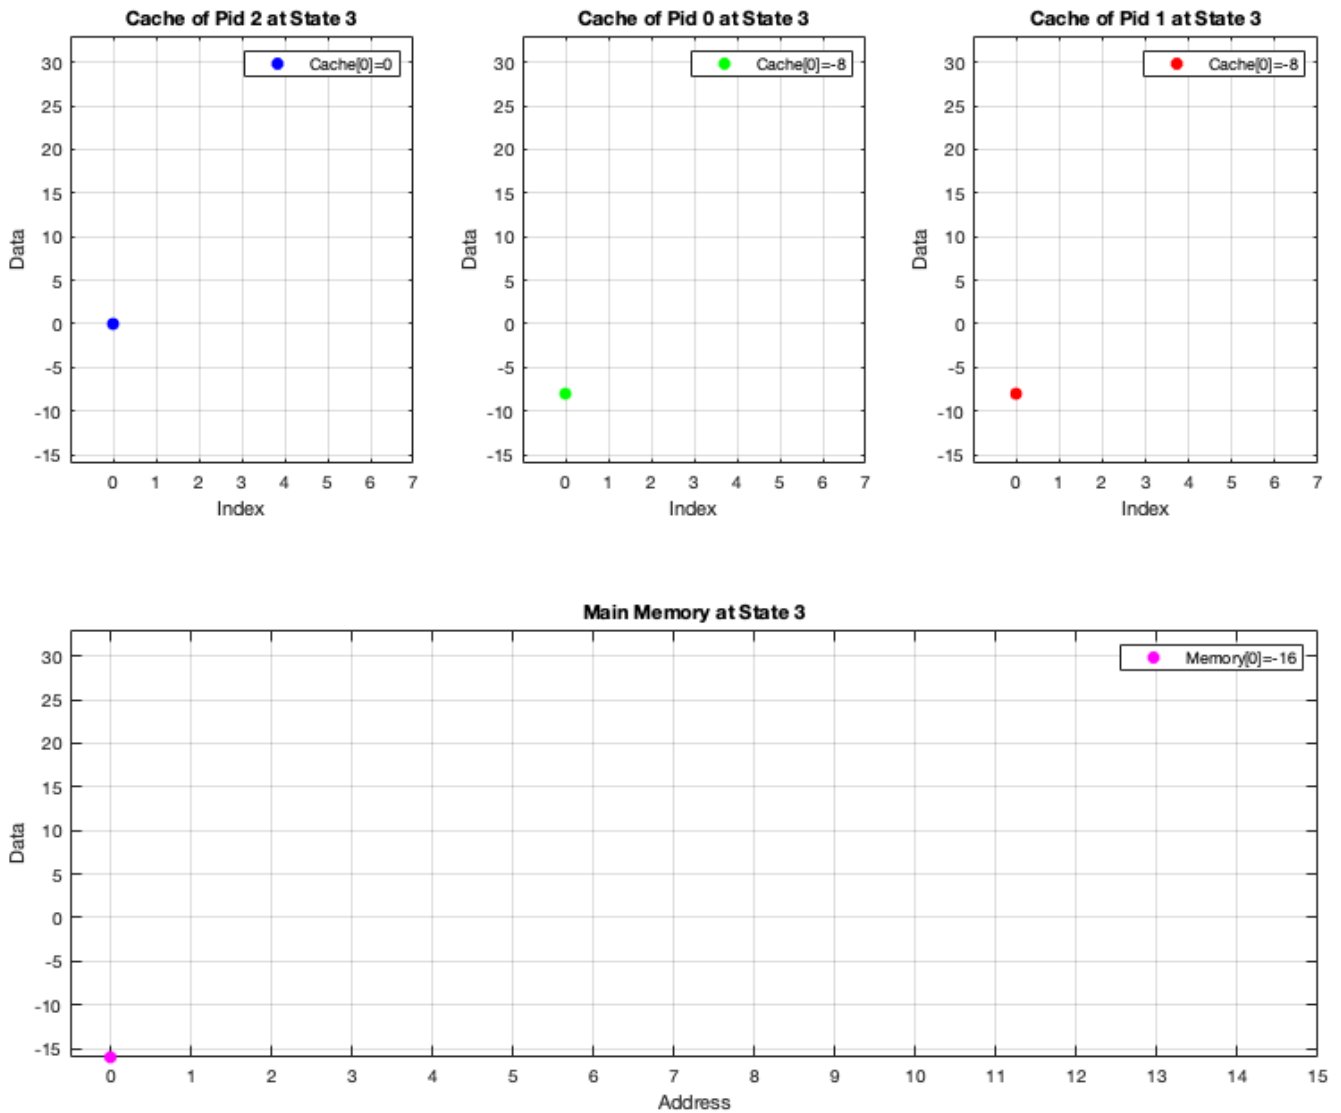 Cache of Pid 2 at State 3
Cache[0]=0
30
25
20
15
10
5
0
-5
-10
-15
Data
0 1 2 3 4 5 6 7
Index
Cache of Pid 0 at State 3
Cache[0]=-8
30
25
20
15
10
5
0
-5
-10
-15
Data
0 1 2 3 4 5 6 7
Index
Cache of Pid 1 at State 3
Cache[0]=-8
30
25
20
15
10
5
0
-5
-10
-15
Data
0 1 2 3 4 5 6 7
Index
Main Memory at State 3
Memory[0]=-16
30
25
20
15
10
5
0
-5
-10
-15
Data
0 1 2 3 4 5 6 7 8 9 10 11 12 13 14 15
Address